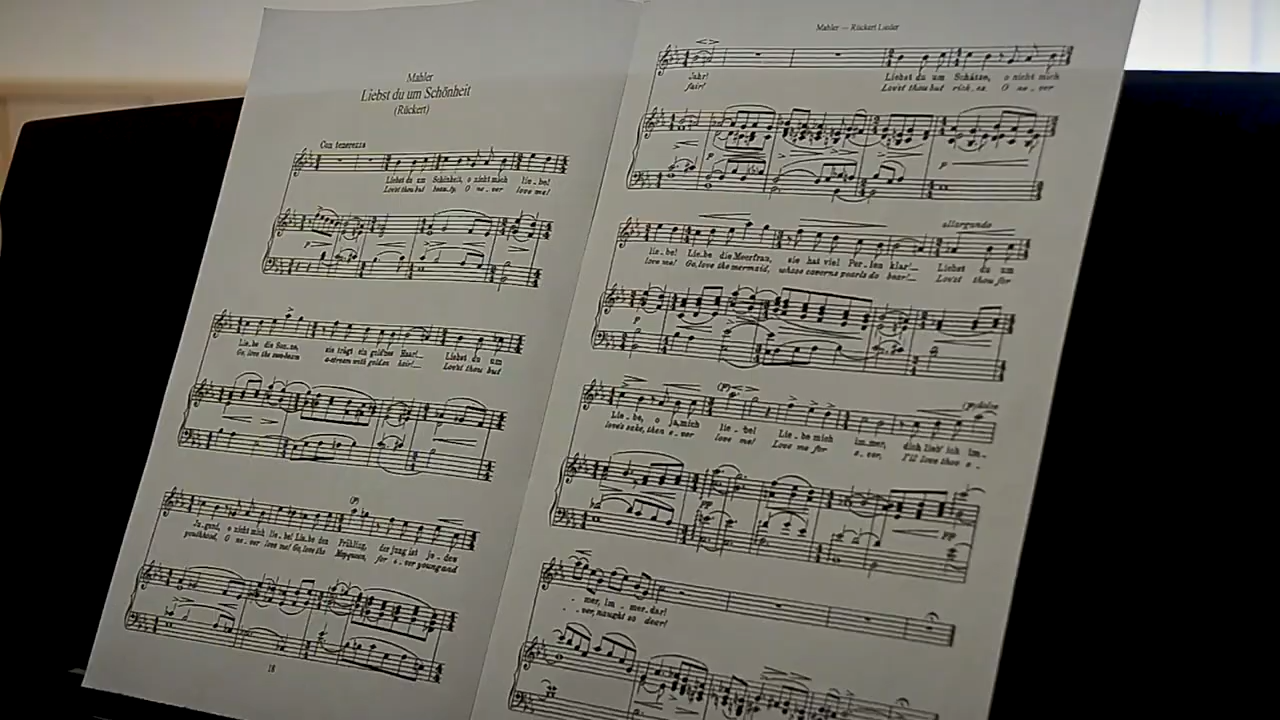 Mahler
Liebst du um Schönheit
(Rückert)
Con tenerezza
Liebst du um Schönheit, o nicht mich lie - be!
Lov'st thou but beauty, O ne - ver love me!
p
Lie - be die Son - ne, sie trägt ein gold'nes Haar! Liebst du um
Go, love the sun-beam a-stream with golden hair! Lov'st thou but
Ju - gend, o nicht mich lie - be! Lie - be den Frühling, der jung ist je - des
youthhood, O ne - ver love me! Go, love the May-queen, for e - ver young and
18
Mahler — Rückert Lieder
Jahr! Liebst du um Schätze, o nicht mich
fair! Lov'st thou but rich - es, O ne - ver
p p
allargando
lie - be! Lie - be die Meerfrau, sie hat viel Per - len klar! Liebst du um
love me! Go, love the mermaid, whose caverns pearls do bear! Lov'st thou for
p
Lie - be, o ja, mich lie - be! Lie - be mich im - mer, dich lieb' ich im -
love's sake, then e - ver love me! Love me for e - ver, I'll love thee e -
pp pp
- mer, im - mer - dar!
- ver, naught so dear!